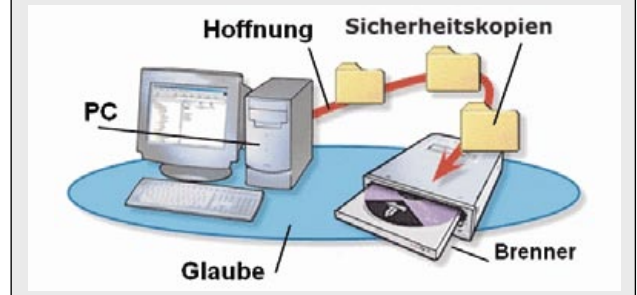 Hoffnung
Sicherheitskopien
PC
Brenner
Glaube